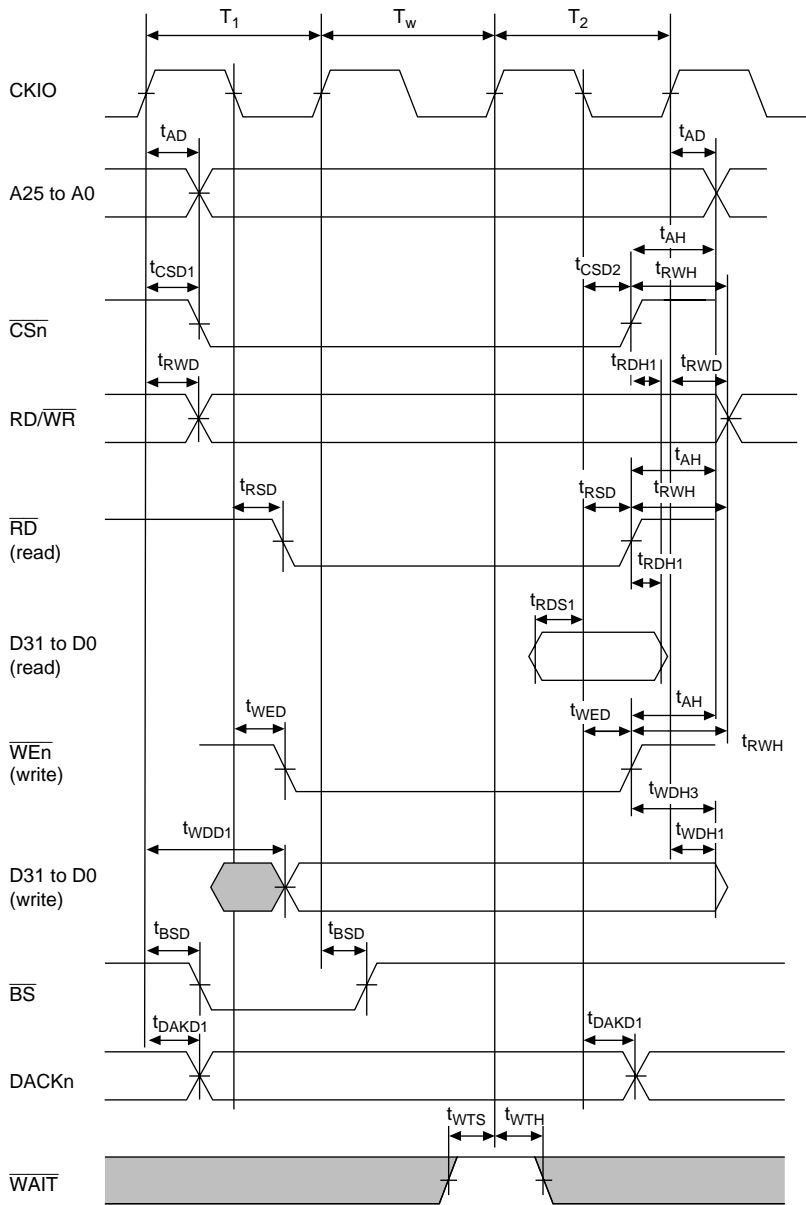 T1 Tw T2
CKIO
tAD tAD
A25 to A0
tAH
tCSD1 tCSD2 tRWH
CSn
tRWD tRDH1 tRWD
RD/WR
tAH
tRSD tRSD tRWH
RD
(read)
tRDH1
tRDS1
D31 to D0
(read)
tAH
tWED tWED
tRWH
WEn
(write)
tWDH3
tWDD1 tWDH1
D31 to D0
(write)
tBSD tBSD
BS
tDAKD1 tDAKD1
DACKn
tWTS tWTH
WAIT